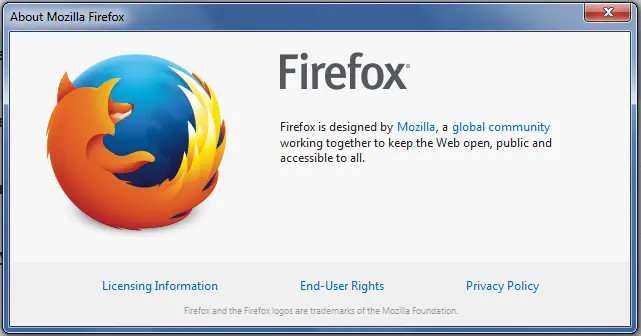 About Mozilla Firefox
Firefox®
Firefox is designed by Mozilla, a global community
working together to keep the Web open, public and
accessible to all.
Licensing Information
End-User Rights
Privacy Policy
Firefox and the Firefox logos are trademarks of the Mozilla Foundation.